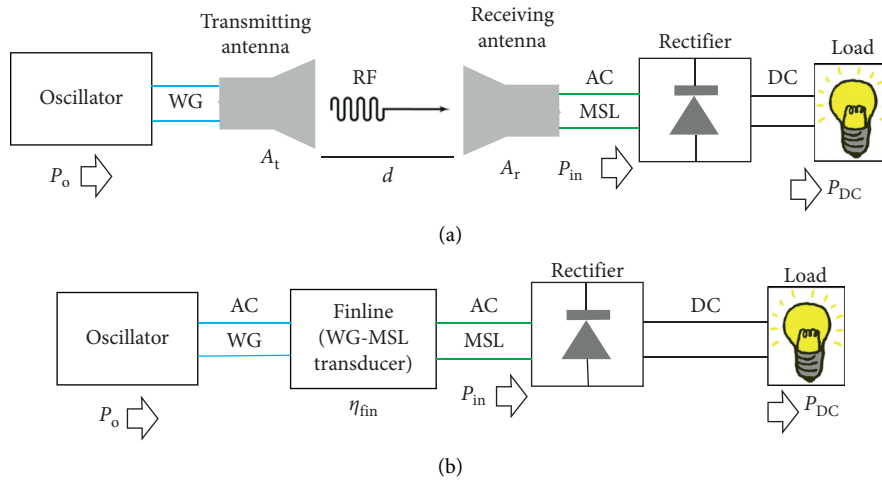 Transmitting
antenna
Receiving
antenna
Rectifier
Load
Oscillator
WG
RF
AC
MSL
DC
P_o
A_t
d
A_r
P_in
P_DC
(a)
Oscillator
AC
WG
Finline
(WG-MSL
transducer)
AC
MSL
Rectifier
DC
Load
P_o
η_fin
P_in
P_DC
(b)